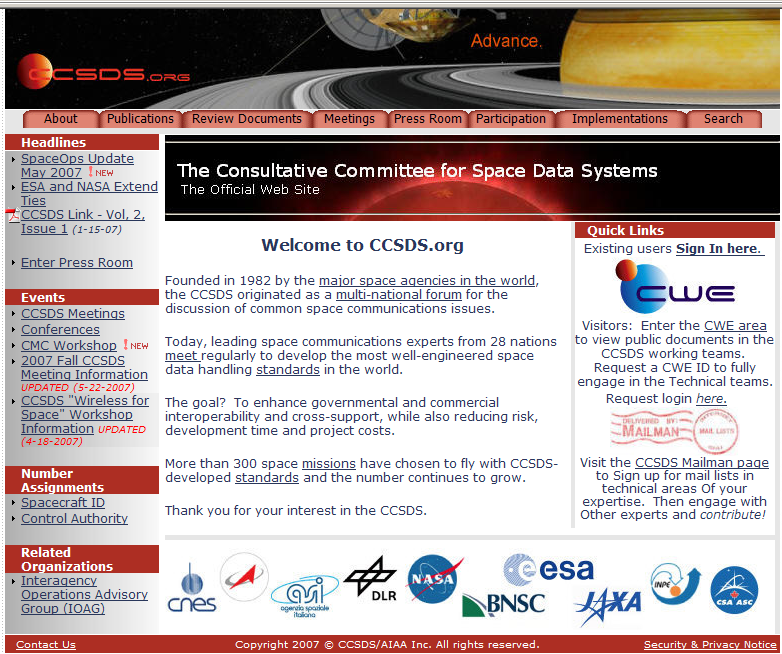 Advance.
CCSDS.ORG
About
Publications
Review Documents
Meetings
Press Room
Participation
Implementations
Search
Headlines
SpaceOps Update
May 2007 ! NEW
ESA and NASA Extend
Ties
CCSDS Link - Vol, 2,
Issue 1 (1-15-07)
Enter Press Room
Events
CCSDS Meetings
Conferences
CMC Workshop ! NEW
2007 Fall CCSDS
Meeting Information
UPDATED (5-22-2007)
CCSDS "Wireless for
Space" Workshop
Information UPDATED
(4-18-2007)
Number
Assignments
Spacecraft ID
Control Authority
Related
Organizations
Interagency
Operations Advisory
Group (IOAG)
The Consultative Committee for Space Data Systems
The Official Web Site
Welcome to CCSDS.org
Founded in 1982 by the major space agencies in the world,
the CCSDS originated as a multi-national forum for the
discussion of common space communications issues.
Today, leading space communications experts from 28 nations
meet regularly to develop the most well-engineered space
data handling standards in the world.
The goal? To enhance governmental and commercial
interoperability and cross-support, while also reducing risk,
development time and project costs.
More than 300 space missions have chosen to fly with CCSDS-
developed standards and the number continues to grow.
Thank you for your interest in the CCSDS.
Quick Links
Existing users Sign In here.
CWE
Visitors: Enter the CWE area
to view public documents in the
CCSDS working teams.
Request a CWE ID to fully
engage in the Technical teams.
Request login here.
DELIVERED BY:
MAILMAN
MAIL LISTS
Visit the CCSDS Mailman page
to Sign up for mail lists in
technical areas Of your
expertise. Then engage with
Other experts and contribute!
cnes
asi
agenzia spaziale
italiana
DLR
NASA
BNSC
esa
JAXA
INPE
CSA ASC
Contact Us
Copyright 2007 © CCSDS/AIAA Inc. All rights reserved.
Security & Privacy Notice